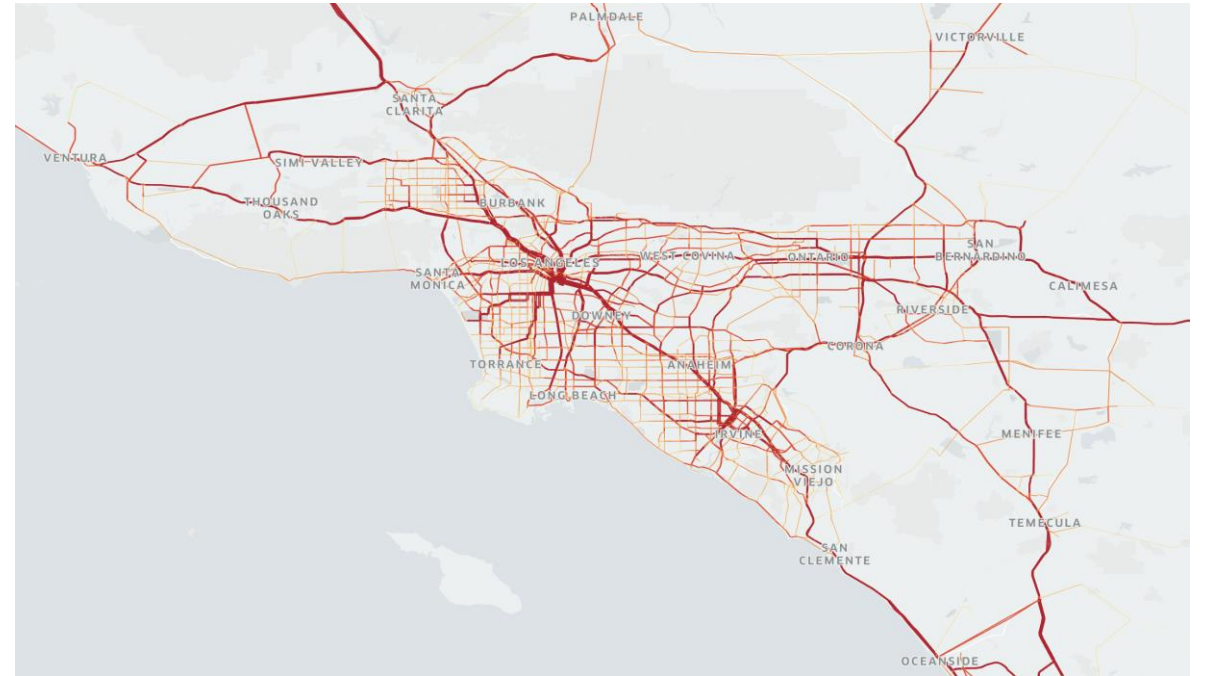 PALMDALE
VICTORVILLE
SANTA
CLARITA
VENTURA
SIMI VALLEY
THOUSAND
OAKS
BURBANK
LOS ANGELES
WEST COVINA
ONTARIO
SAN
BERNARDINO
SANTA
MONICA
CALIMESA
DOWNEY
RIVERSIDE
CORONA
TORRANCE
ANAHEIM
LONG BEACH
IRVINE
MENIFEE
MISSION
VIEJO
TEMECULA
SAN
CLEMENTE
OCEANSIDE